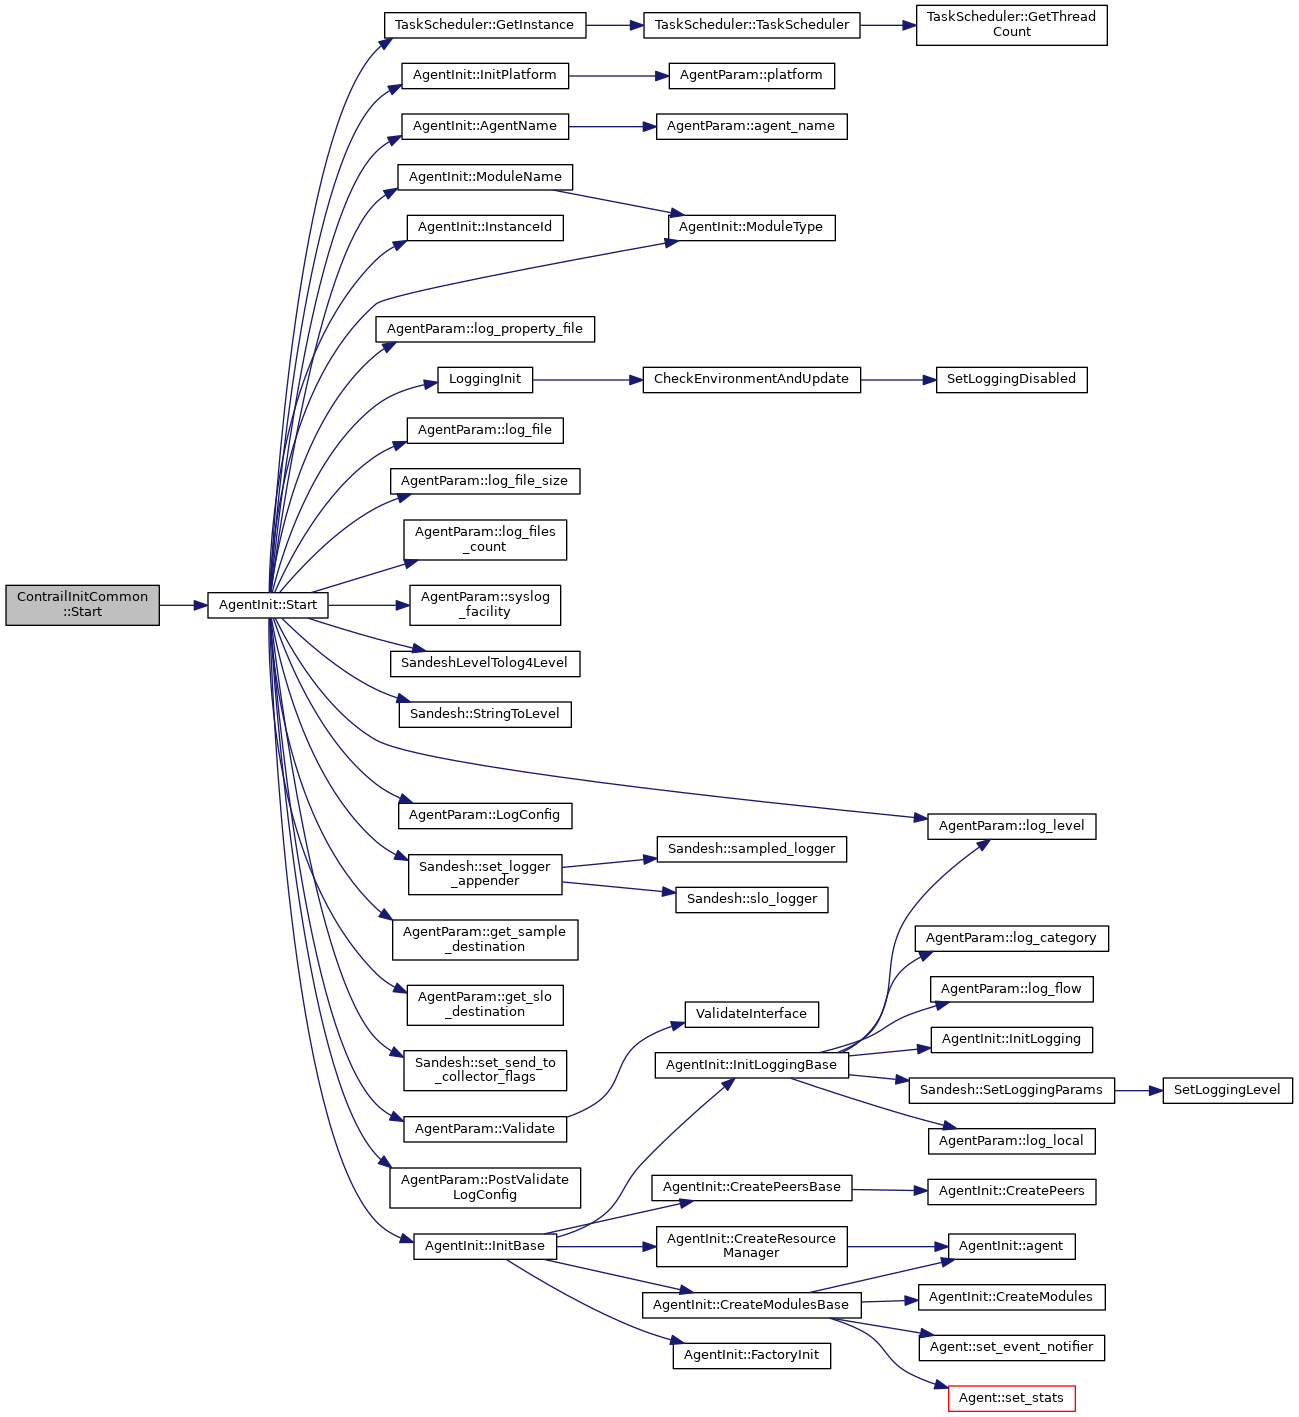 TaskScheduler::GetInstance
TaskScheduler::TaskScheduler
TaskScheduler::GetThread
Count
AgentInit::InitPlatform
AgentParam::platform
AgentInit::AgentName
AgentParam::agent_name
AgentInit::ModuleName
AgentInit::InstanceId
AgentInit::ModuleType
AgentParam::log_property_file
LoggingInit
CheckEnvironmentAndUpdate
SetLoggingDisabled
AgentParam::log_file
AgentParam::log_file_size
AgentParam::log_files
_count
ContrailInitCommon
::Start
AgentInit::Start
AgentParam::syslog
_facility
SandeshLevelTolog4Level
Sandesh::StringToLevel
AgentParam::LogConfig
AgentParam::log_level
Sandesh::set_logger
_appender
Sandesh::sampled_logger
Sandesh::slo_logger
AgentParam::get_sample
_destination
AgentParam::log_category
AgentParam::get_slo
_destination
AgentParam::log_flow
ValidateInterface
AgentInit::InitLogging
Sandesh::set_send_to
_collector_flags
AgentInit::InitLoggingBase
Sandesh::SetLoggingParams
SetLoggingLevel
AgentParam::Validate
AgentParam::log_local
AgentParam::PostValidate
LogConfig
AgentInit::CreatePeersBase
AgentInit::CreatePeers
AgentInit::InitBase
AgentInit::CreateResource
Manager
AgentInit::agent
AgentInit::CreateModulesBase
AgentInit::CreateModules
AgentInit::FactoryInit
Agent::set_event_notifier
Agent::set_stats